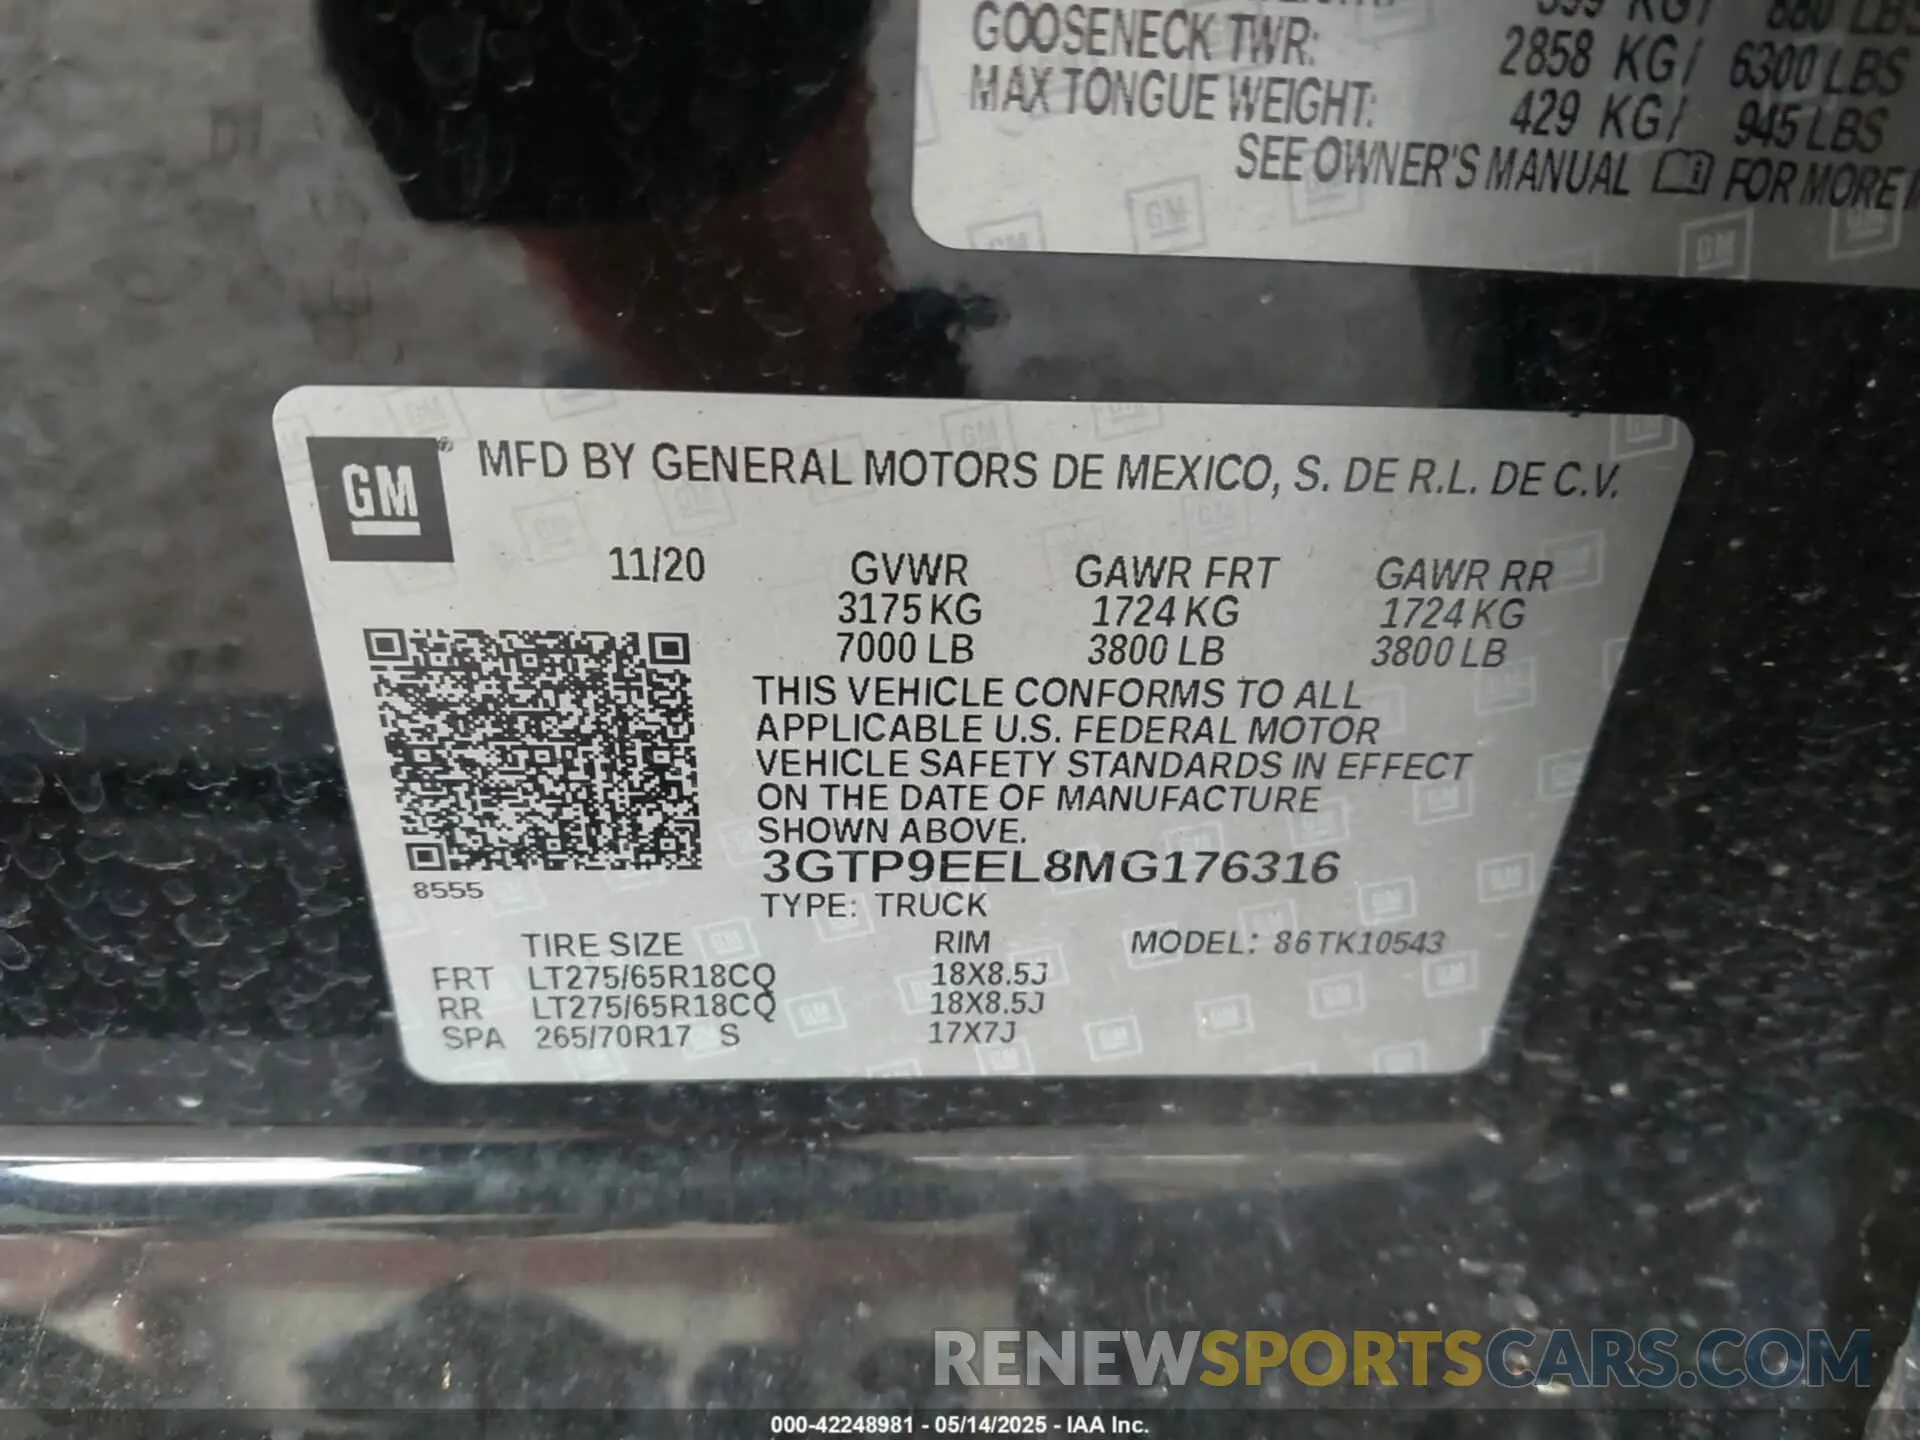 KG/ 880 LBS
GOOSENECK TWR: 2858 KG/ 6300 LBS
MAX TONGUE WEIGHT: 429 KG/ 945 LBS
SEE OWNER'S MANUAL FOR MORE
GM® MFD BY GENERAL MOTORS DE MEXICO, S. DE R.L. DE C.V.
11/20 GVWR GAWR FRT GAWR RR
3175 KG 1724 KG 1724 KG
7000 LB 3800 LB 3800 LB
THIS VEHICLE CONFORMS TO ALL
APPLICABLE U.S. FEDERAL MOTOR
VEHICLE SAFETY STANDARDS IN EFFECT
ON THE DATE OF MANUFACTURE
SHOWN ABOVE.
3GTP9EEL8MG176316
8555
TYPE: TRUCK
TIRE SIZE RIM MODEL: 86TK10543
FRT LT275/65R18CQ 18X8.5J
RR LT275/65R18CQ 18X8.5J
SPA 265/70R17 S 17X7J
RENEWSPORTSCARS.COM
000-42248981 - 05/14/2025 - IAA Inc.